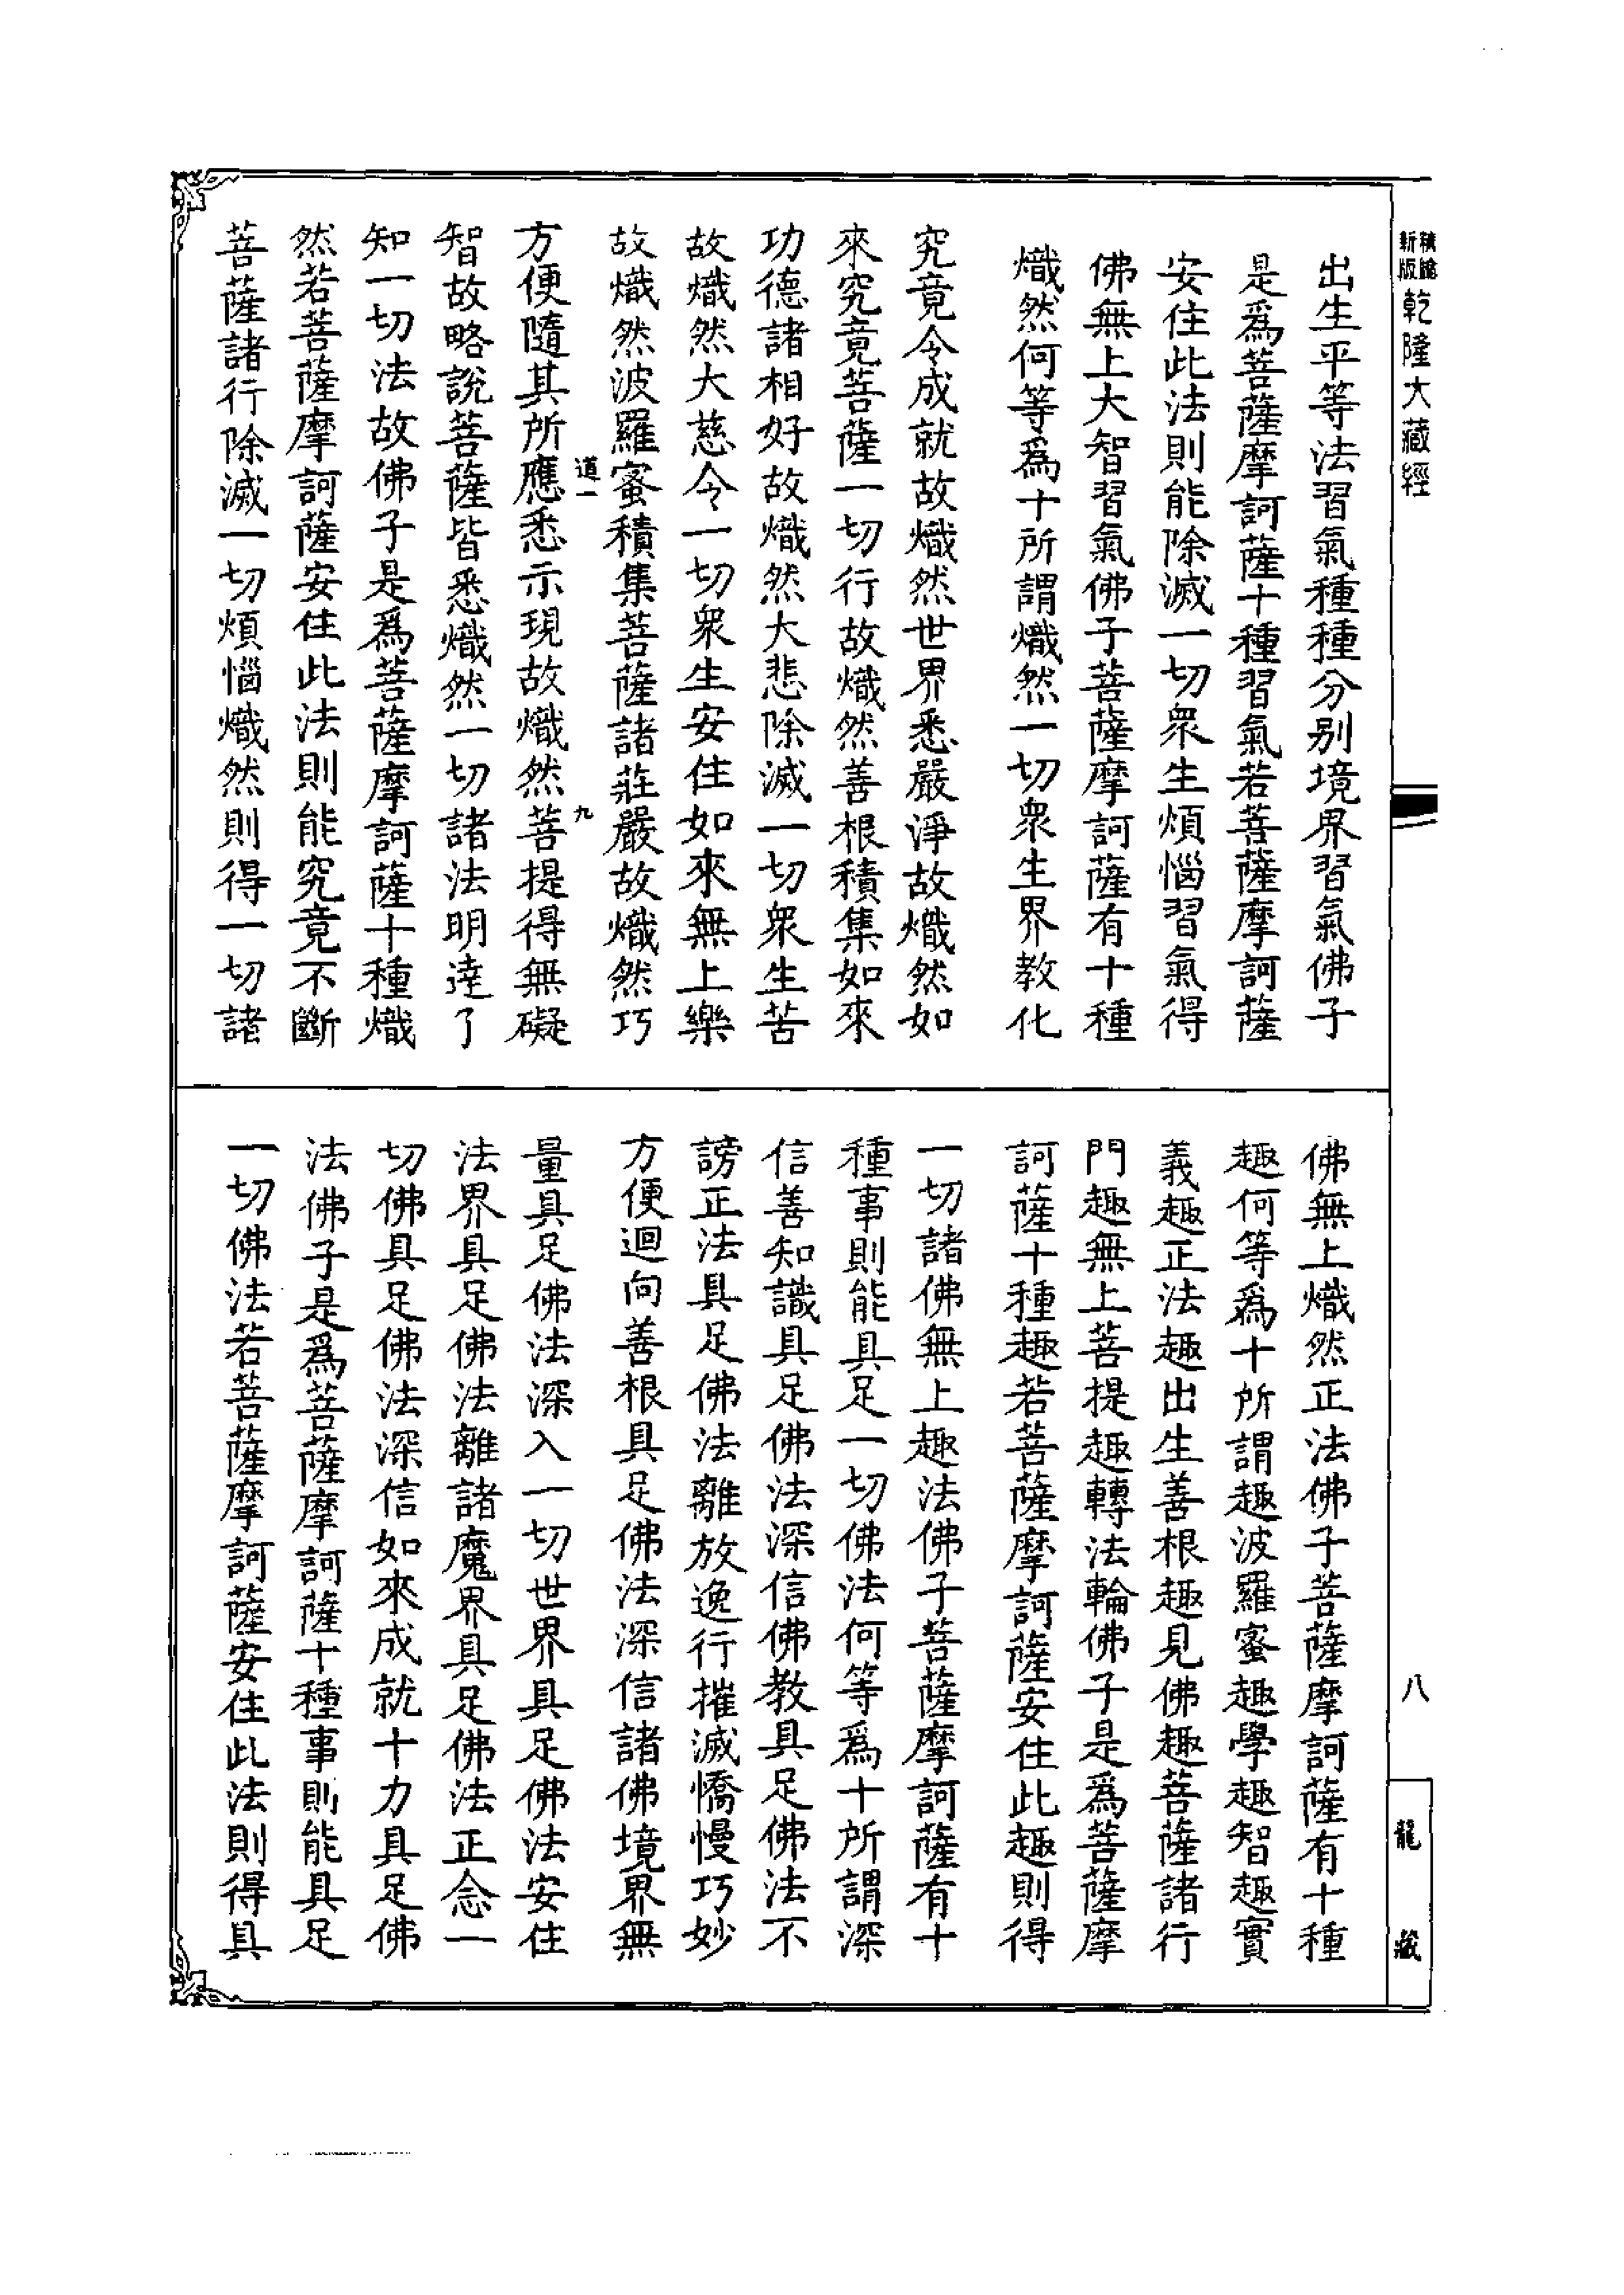 新版
乾隆大藏經
出生平等法習氣種種分別境界習氣佛子
是爲菩薩摩訶薩十種習氣若菩薩摩訶薩
安住此法則能除滅一切衆生煩惱習氣得
佛無上大智習氣佛子菩薩摩訶薩有十種
熾然何等爲十所謂熾然一切衆生界教化
究竟令成就故熾然世界悉嚴淨故熾然如
來究竟菩薩一切行故熾然善根積集如來
功德諸相好故熾然大悲除滅一切衆生苦
故熾然大慈令一切衆生安住如來無上樂
故熾然波羅蜜積集菩薩諸莊嚴故熾然巧
道一
九
方便隨其所應悉示現故熾然菩提得無礙
智故略說菩薩皆悉熾然一切諸法明達了
知一切法故佛子是爲菩薩摩訶薩十種熾
然若菩薩摩訶薩安住此法則能究竟不斷
菩薩諸行除滅一切煩惱熾然則得一切諸
佛無上熾然正法佛子菩薩摩訶薩有十種
趣何等爲十所謂趣波羅蜜趣學趣智趣實
義趣正法趣出生善根趣見佛趣菩薩諸行
門趣無上菩提趣轉法輪佛子是爲菩薩摩
訶薩十種趣若菩薩摩訶薩安住此趣則得
一切諸佛無上趣法佛子菩薩摩訶薩有十
種事則能具足一切佛法何等爲十所謂深
信善知識具足佛法深信佛教具足佛法不
謗正法具足佛法離放逸行摧滅憍慢巧妙
方便迴向善根具足佛法深信諸佛境界無
量具足佛法深入一切世界具足佛法安住
法界具足佛法離諸魔界具足佛法正念一
切佛具足佛法深信如來成就十力具足佛
法佛子是爲菩薩摩訶薩十種事則能具足
一切佛法若菩薩摩訶薩安住此法則得具
八
龍藏